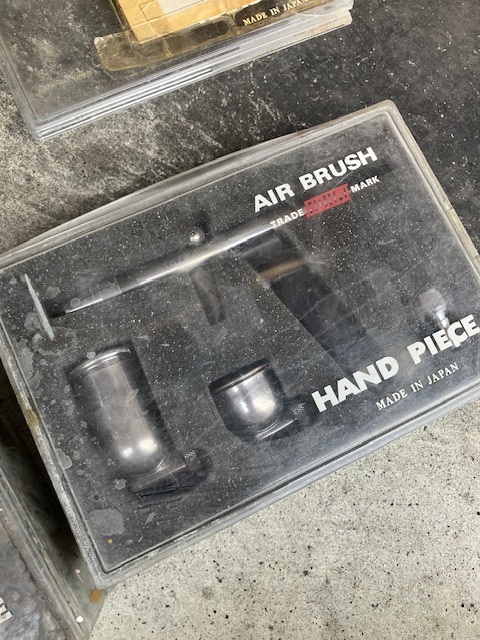 MADE IN JAPAN
AIR BRUSH
TRADE MARK
HAND PIECE
MADE IN JAPAN